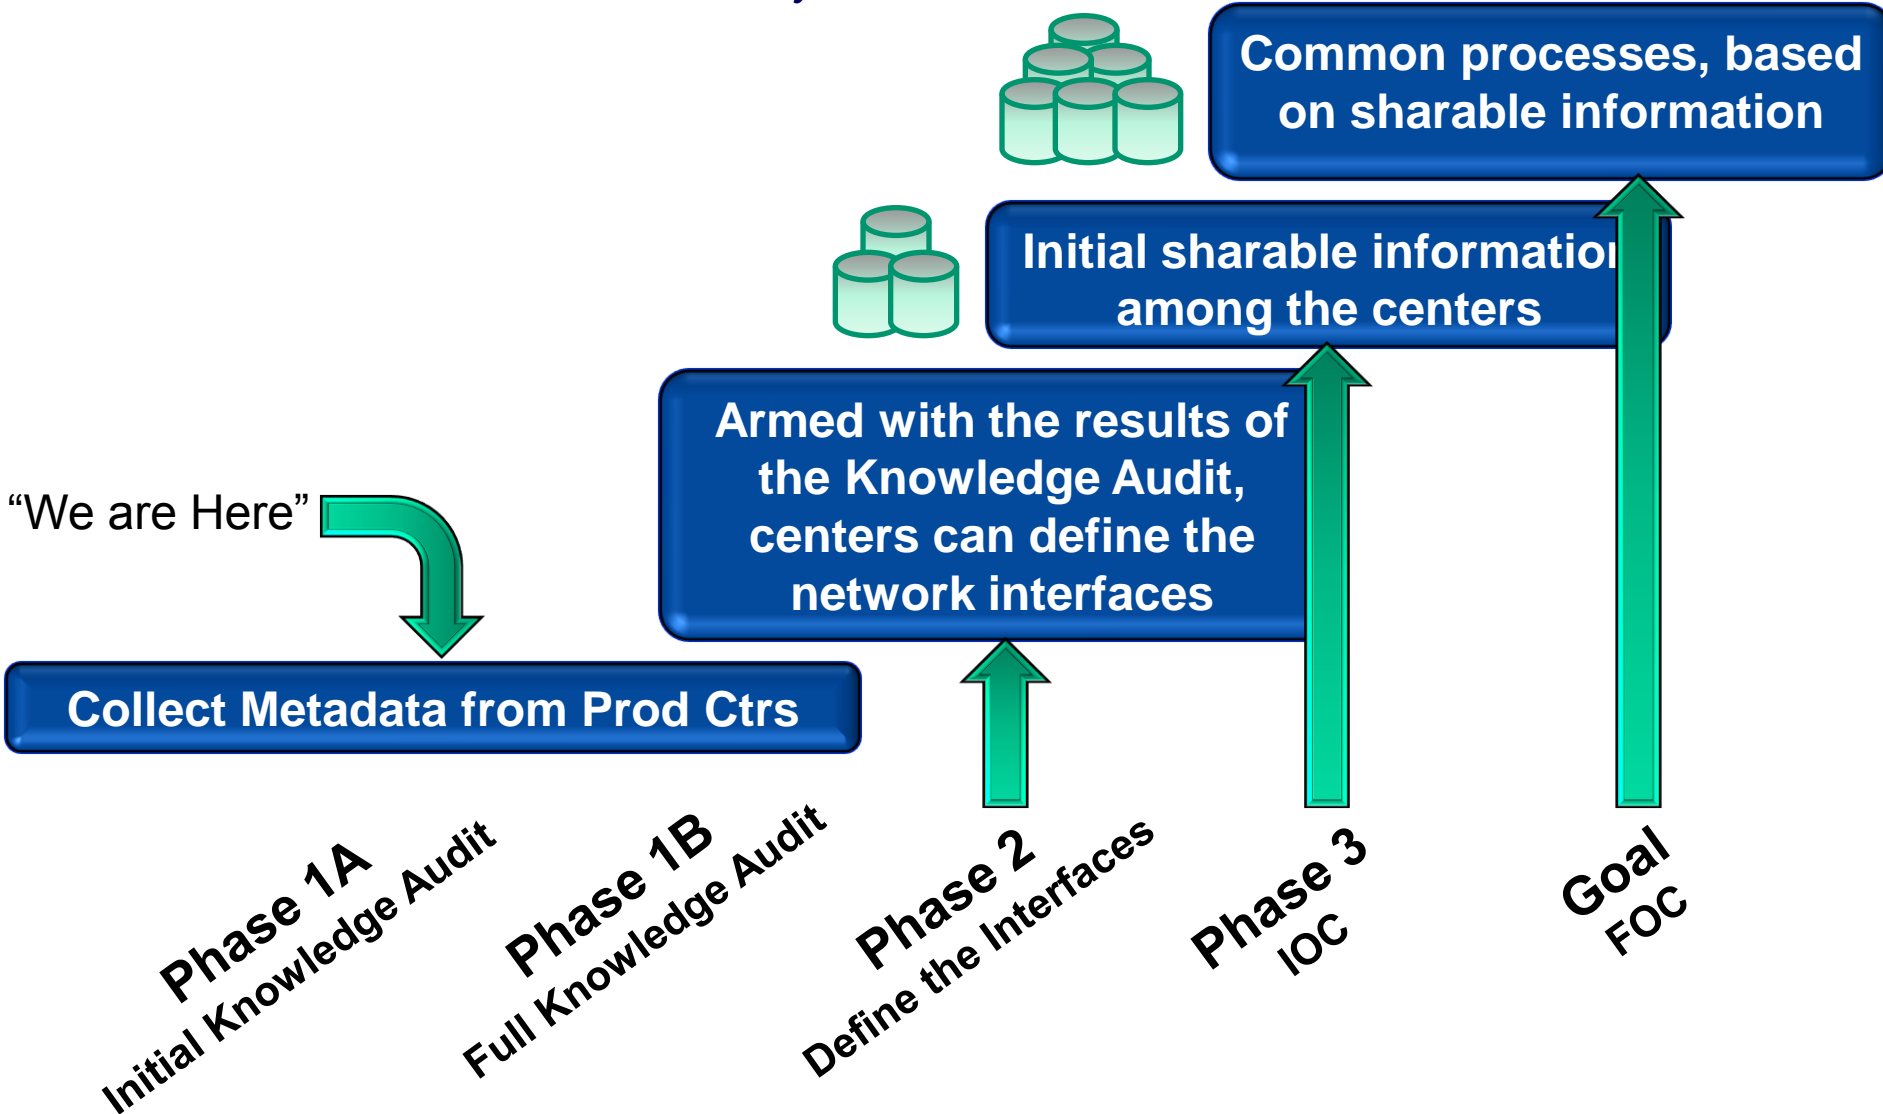 Common processes, based
on sharable information
Initial sharable information
among the centers
Armed with the results of
the Knowledge Audit,
centers can define the
network interfaces
“We are Here”
Collect Metadata from Prod Ctrs
Phase 1A
Initial Knowledge Audit
Phase 1B
Full Knowledge Audit
Phase 2
Define the Interfaces
Phase 3
IOC
Goal
FOC